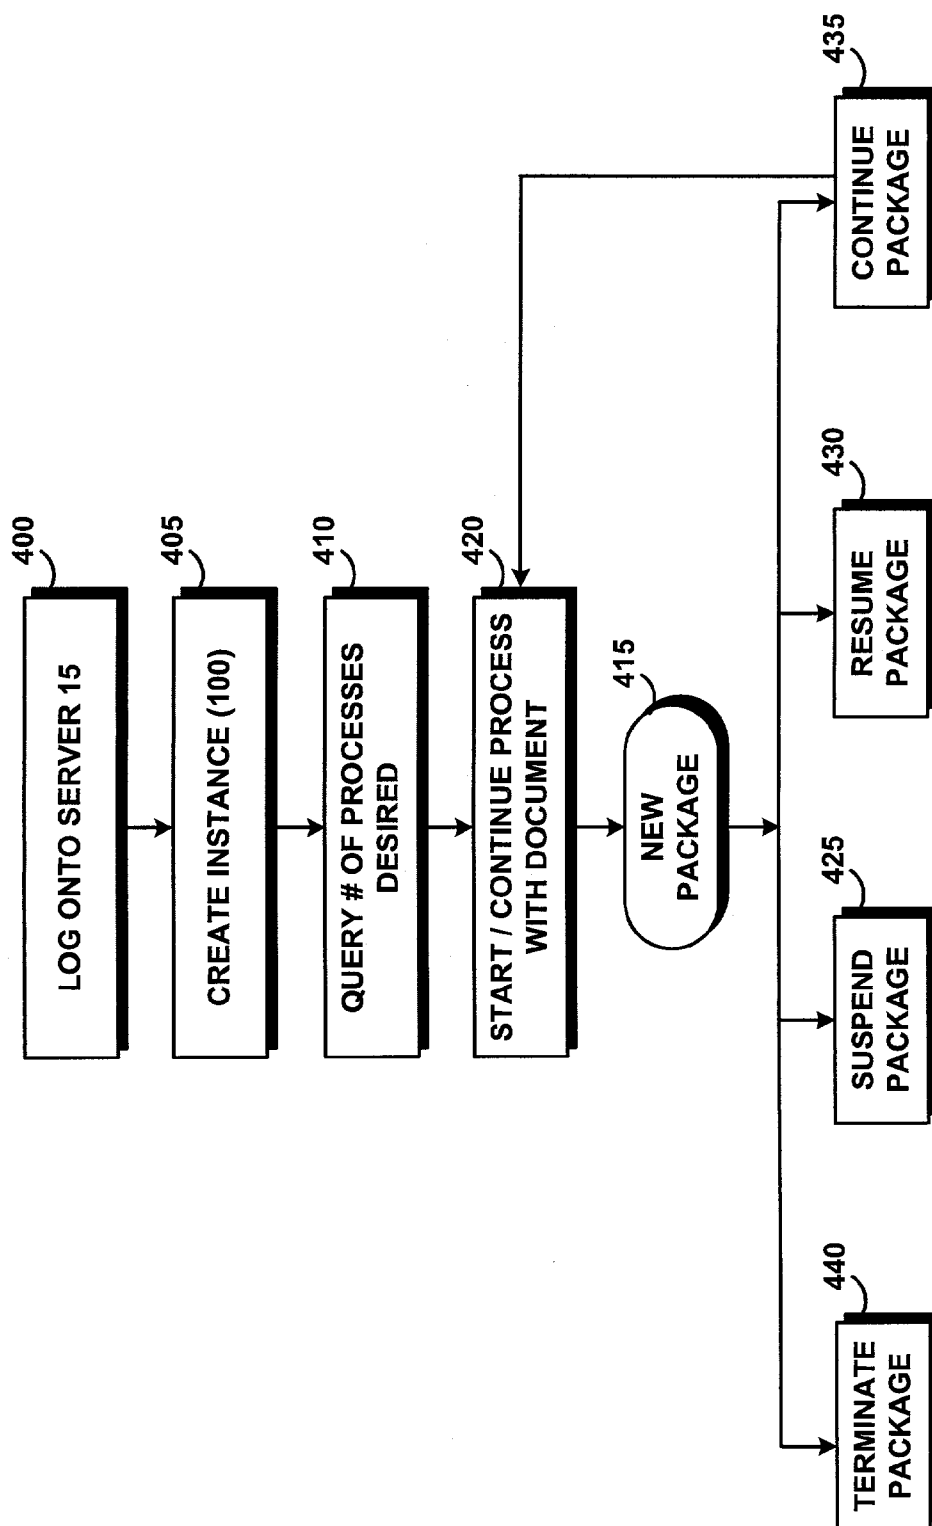 400
LOG ONTO SERVER 15
405
CREATE INSTANCE (100)
410
QUERY # OF PROCESSES
DESIRED
420
START / CONTINUE PROCESS
WITH DOCUMENT
415
NEW
PACKAGE
440
TERMINATE
PACKAGE
425
SUSPEND
PACKAGE
430
RESUME
PACKAGE
435
CONTINUE
PACKAGE